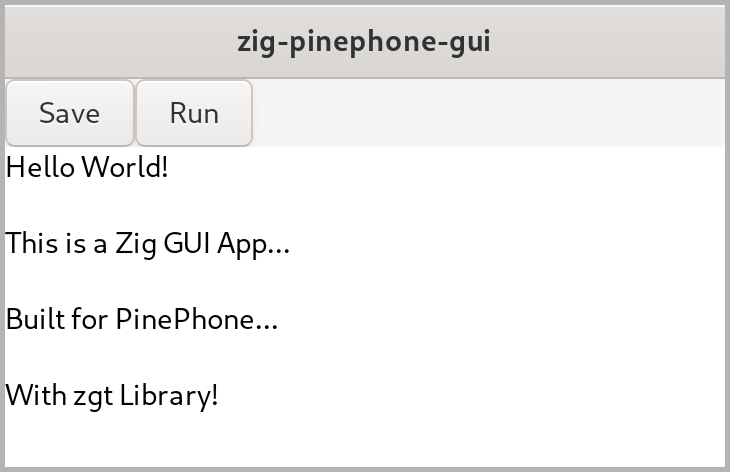 zig-pinephone-gui
Save Run
Hello World!
This is a Zig GUI App...
Built for PinePhone...
With zgt Library!